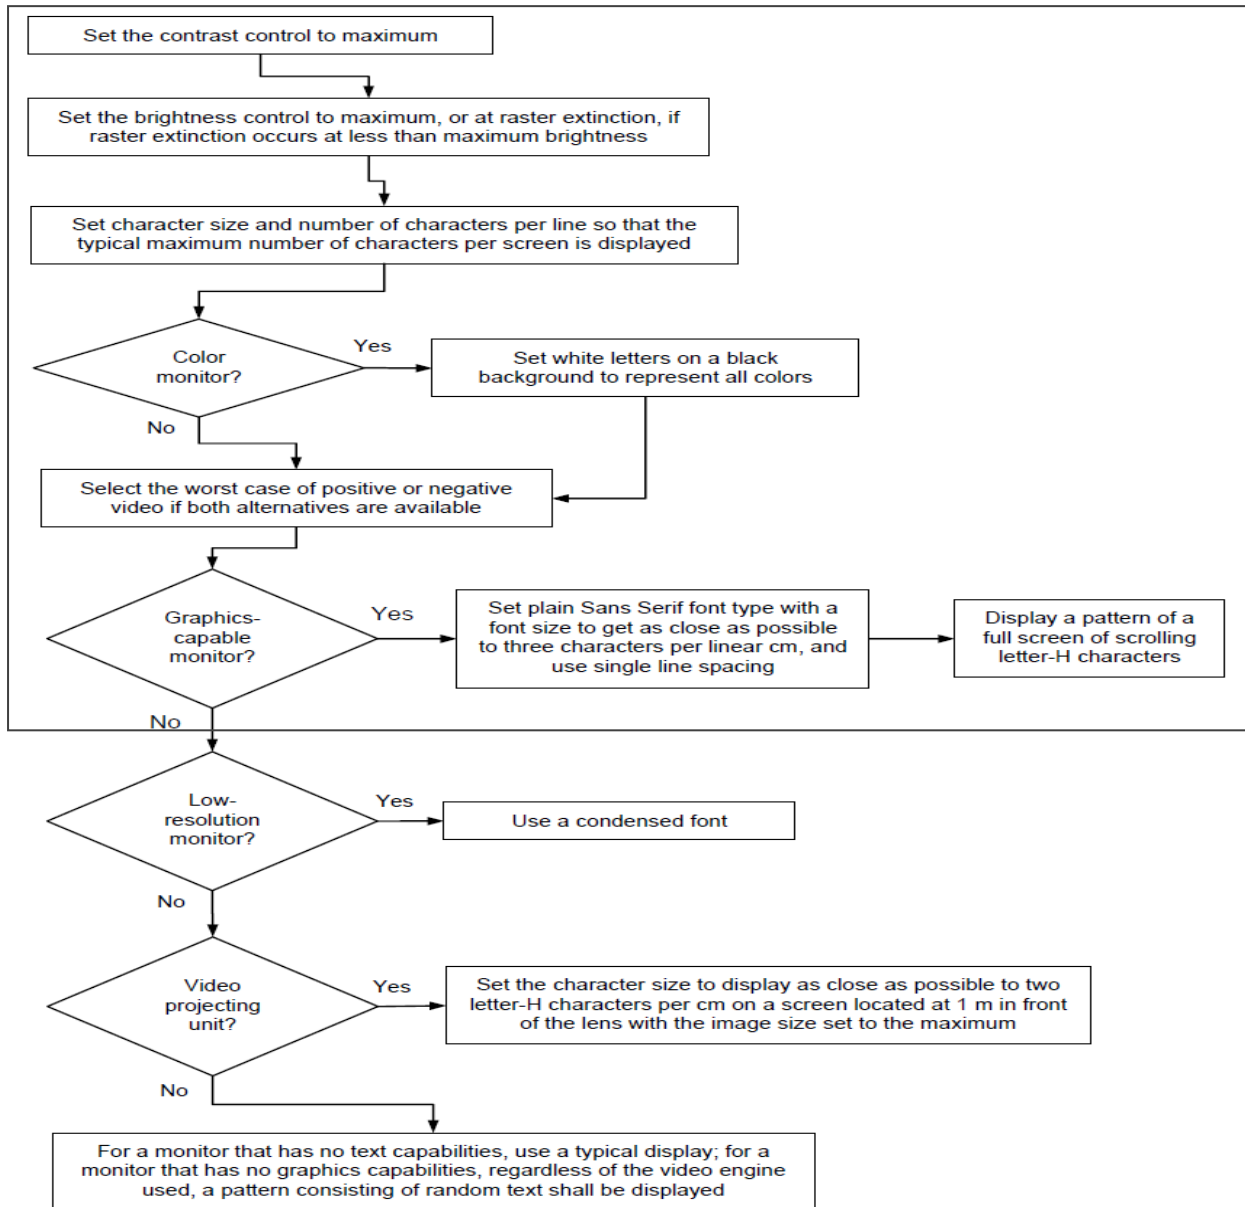 Set the contrast control to maximum
Set the brightness control to maximum, or at raster extinction, if
raster extinction occurs at less than maximum brightness
Set character size and number of characters per line so that the
typical maximum number of characters per screen is displayed
Color
monitor?
Yes
Set white letters on a black
background to represent all colors
No
Select the worst case of positive or negative
video if both alternatives are available
Graphics-
capable
monitor?
Yes
Set plain Sans Serif font type with a
font size to get as close as possible
to three characters per linear cm, and
use single line spacing
Display a pattern of a
full screen of scrolling
letter-H characters
No
Low-
resolution
monitor?
Yes
Use a condensed font
No
Video
projecting
unit?
Yes
Set the character size to display as close as possible to two
letter-H characters per cm on a screen located at 1 m in front
of the lens with the image size set to the maximum
No
For a monitor that has no text capabilities, use a typical display; for a
monitor that has no graphics capabilities, regardless of the video engine
used, a pattern consisting of random text shall be displayed